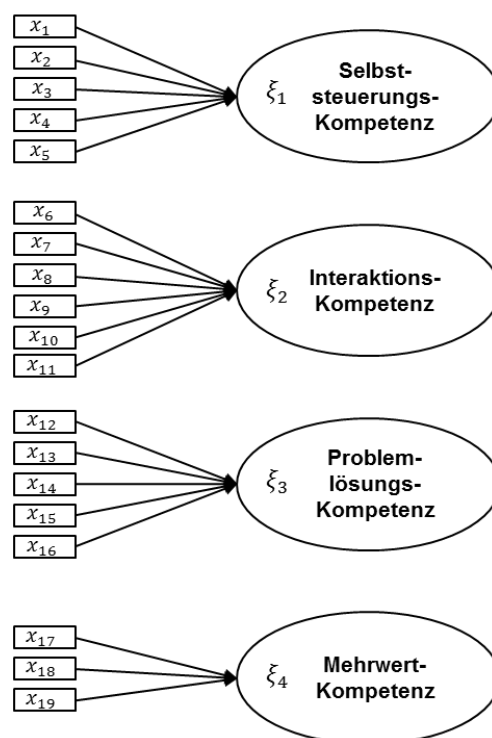 x₁
x₂
x₃
x₄
x₅
ξ₁
Selbst-
steuerungs-
Kompetenz
x₆
x₇
x₈
x₉
x₁₀
x₁₁
ξ₂
Interaktions-
Kompetenz
x₁₂
x₁₃
x₁₄
x₁₅
x₁₆
ξ₃
Problem-
lösungs-
Kompetenz
x₁₇
x₁₈
x₁₉
ξ₄
Mehrwert-
Kompetenz